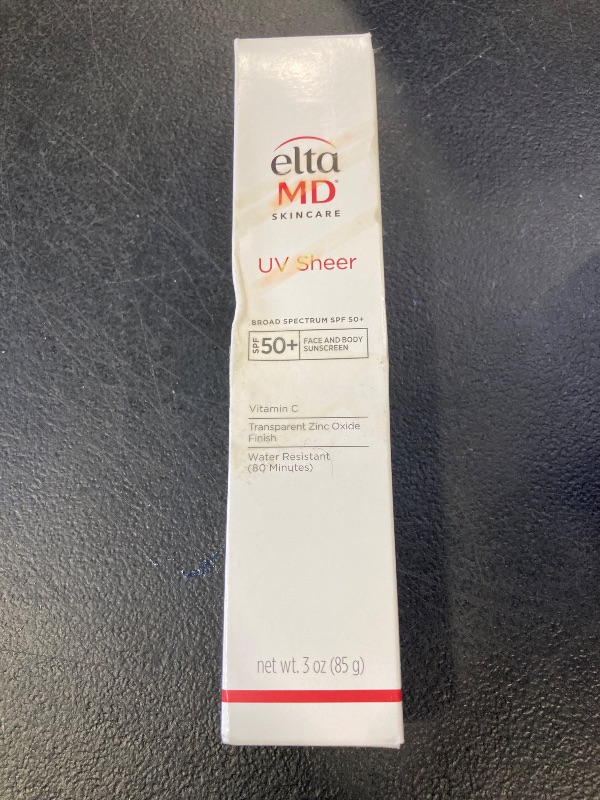 elta
MD®
SKINCARE
UV Sheer
BROAD SPECTRUM SPF 50+
SPF 50+ FACE AND BODY
SUNSCREEN
Vitamin C
Transparent Zinc Oxide
Finish
Water Resistant
(80 Minutes)
net wt. 3 oz (85 g)